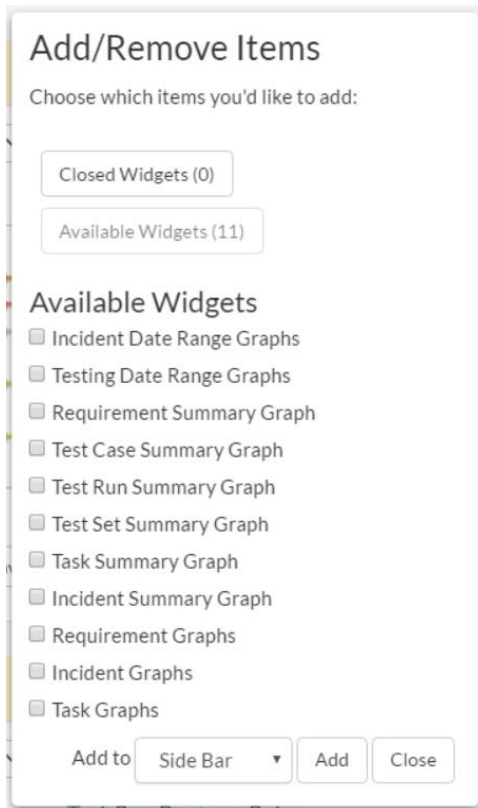 Add/Remove Items
Choose which items you'd like to add:
Closed Widgets (0)
Available Widgets (11)
Available Widgets
Incident Date Range Graphs
Testing Date Range Graphs
Requirement Summary Graph
Test Case Summary Graph
Test Run Summary Graph
Test Set Summary Graph
Task Summary Graph
Incident Summary Graph
Requirement Graphs
Incident Graphs
Task Graphs
Add to Side Bar Add Close